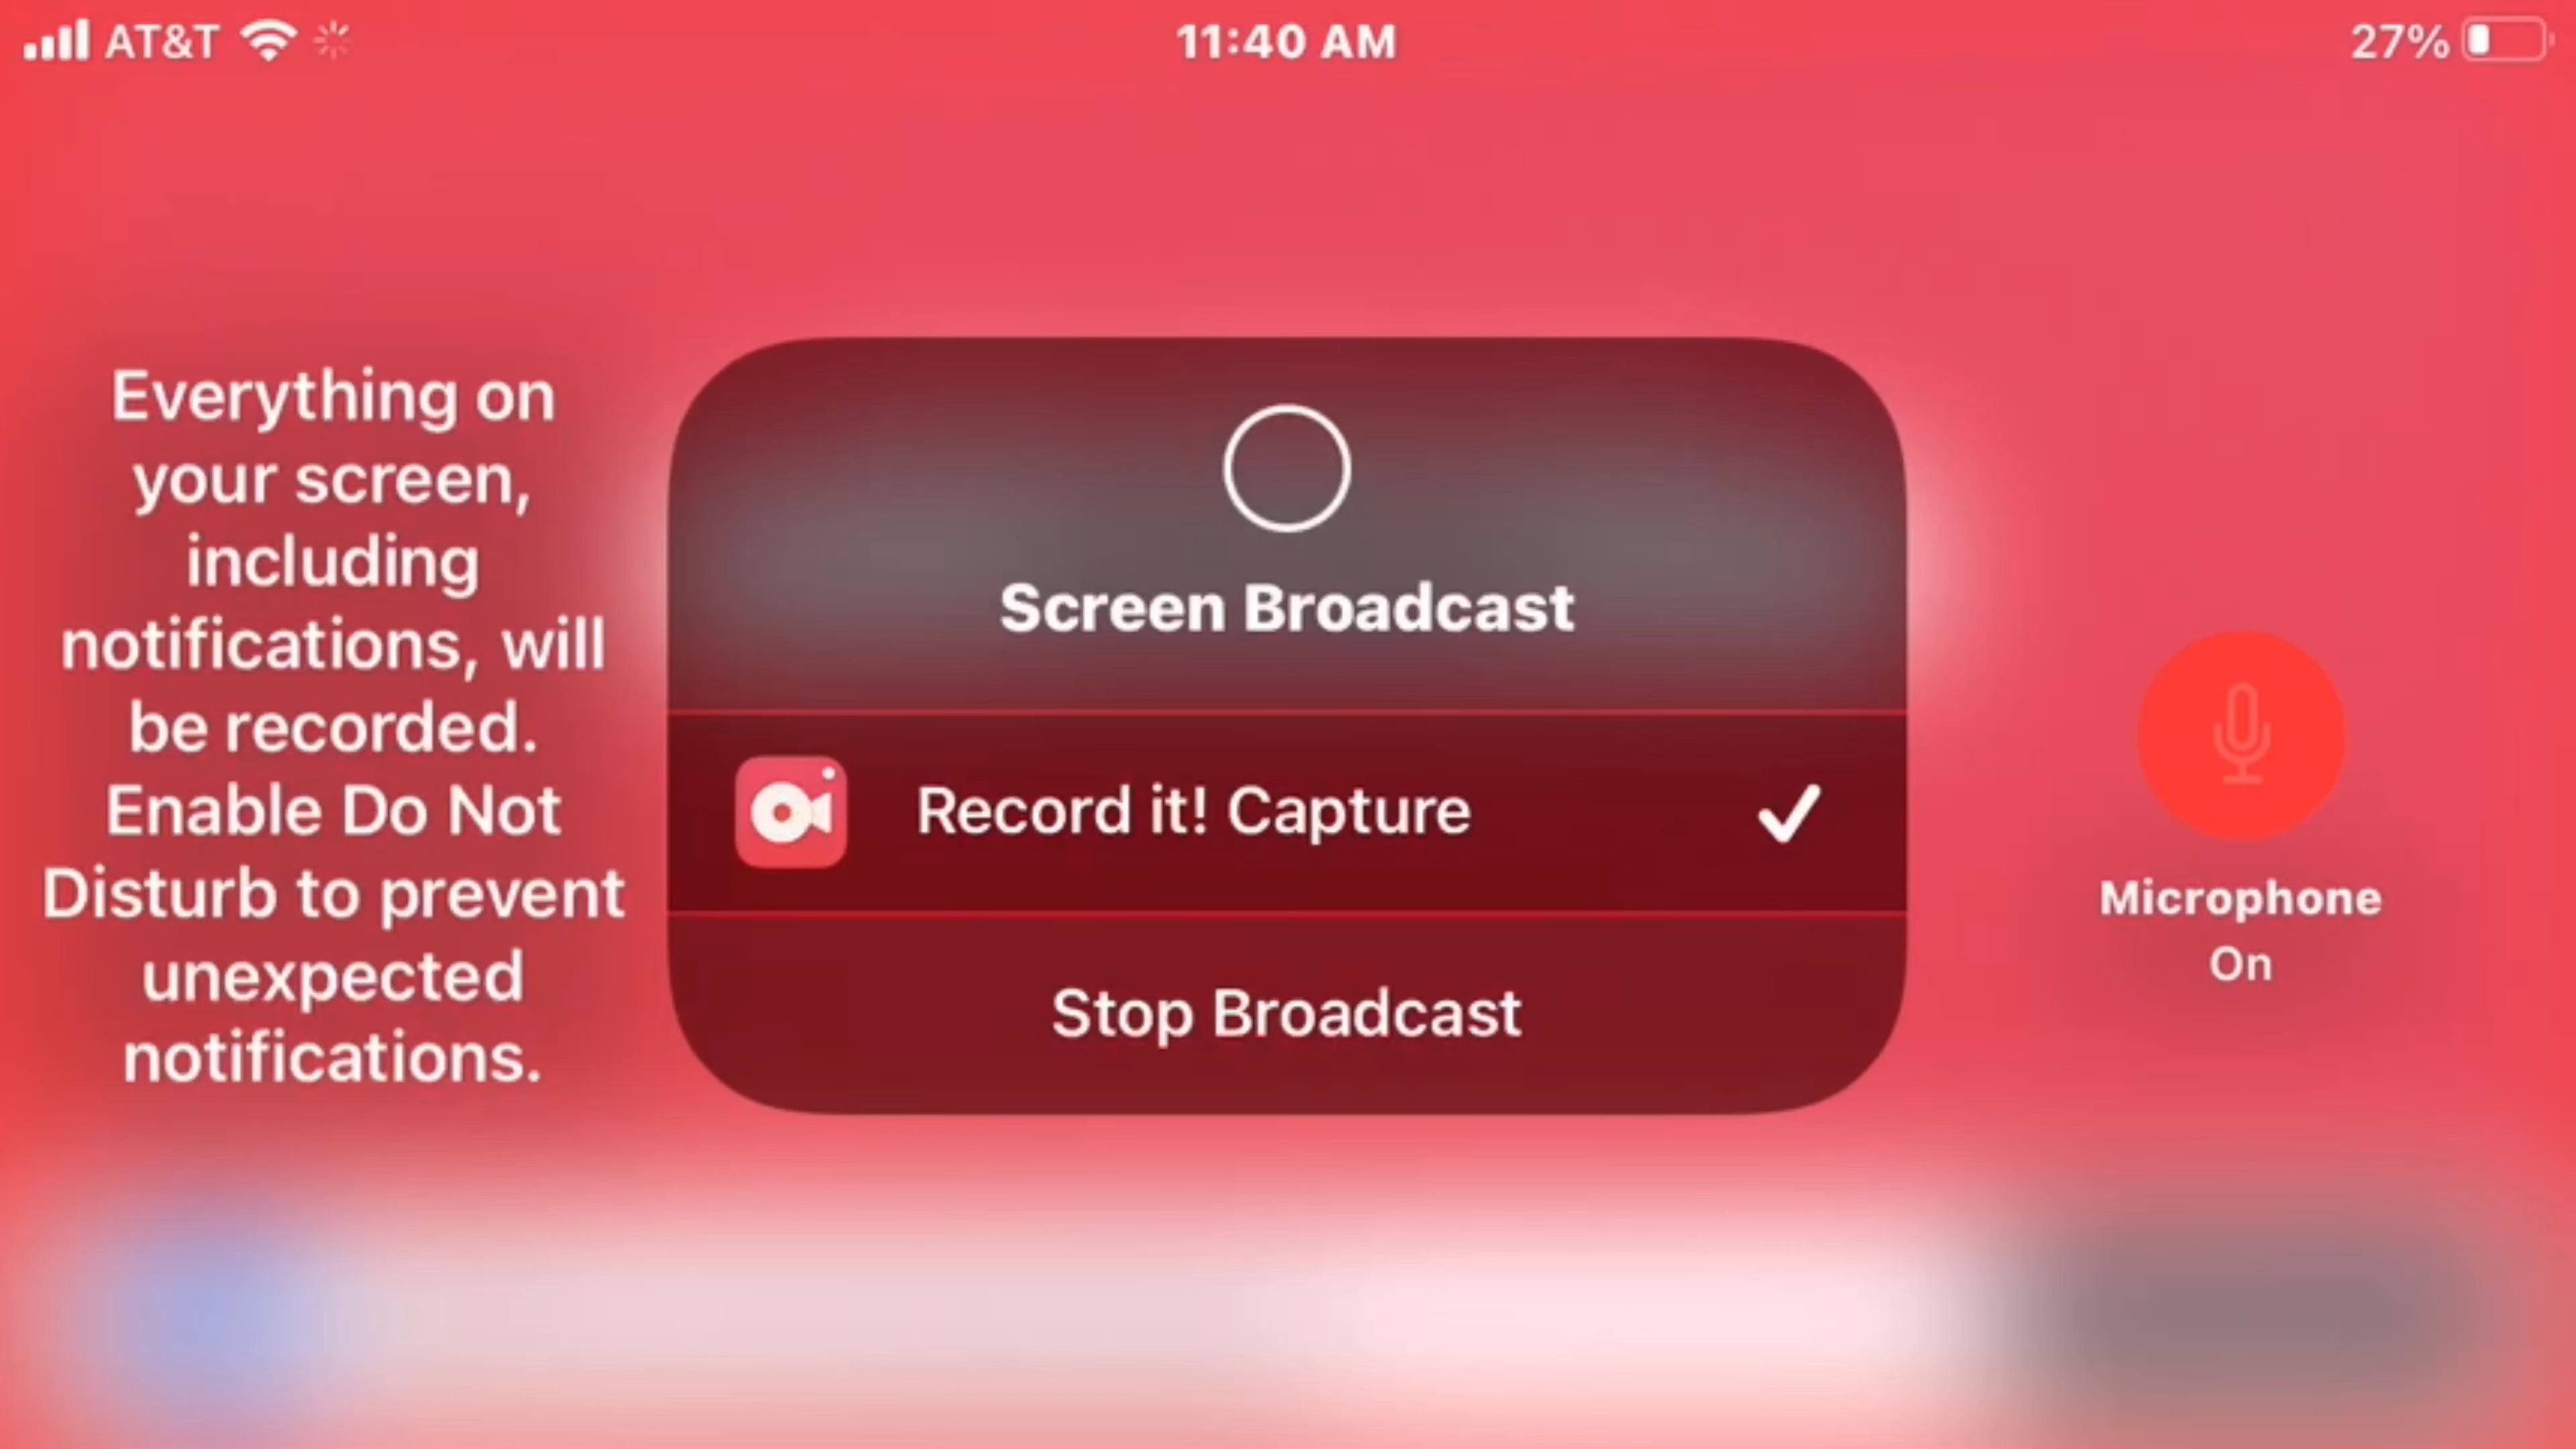 AT&T
11:40 AM
27%
Everything on
your screen,
including
notifications, will
be recorded.
Enable Do Not
Disturb to prevent
unexpected
notifications.
Screen Broadcast
Record it! Capture
Stop Broadcast
Microphone
On